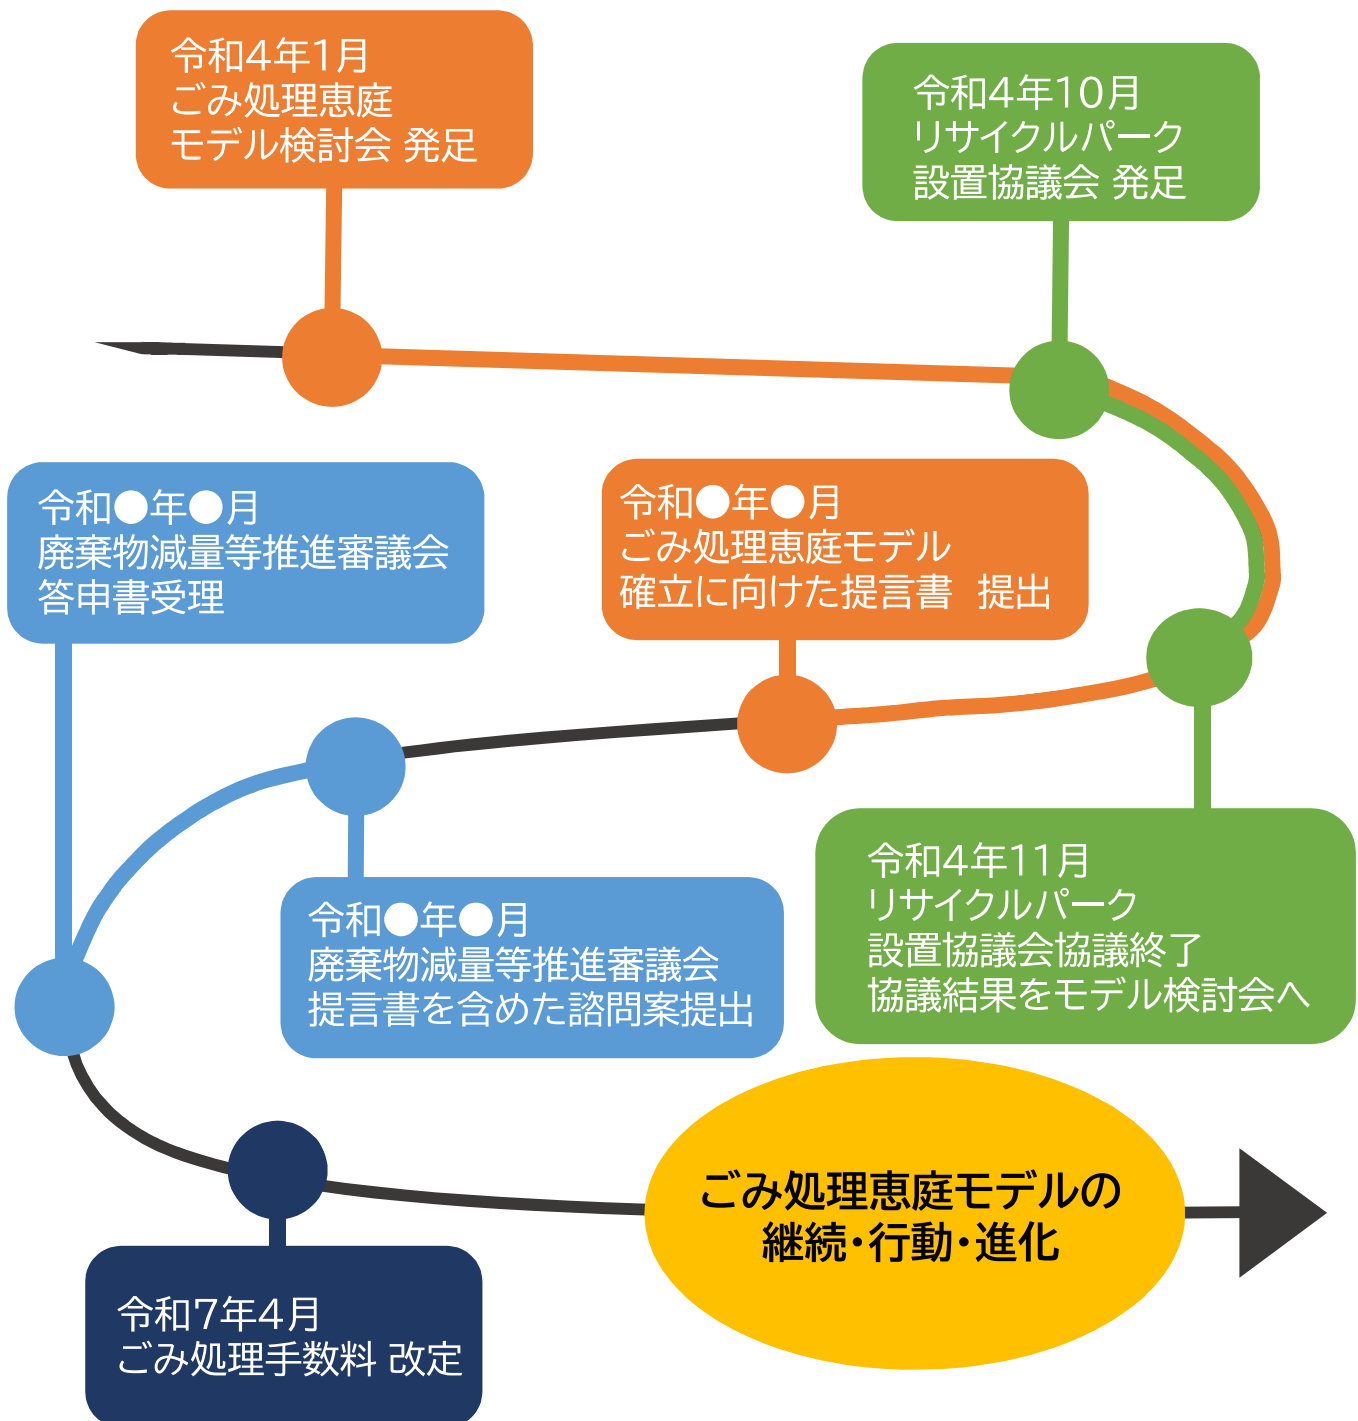 令和4年1月
ごみ処理恵庭
モデル検討会 発足
令和4年10月
リサイクルパーク
設置協議会 発足
令和4年11月
リサイクルパーク
設置協議会協議終了
協議結果をモデル検討会へ
令和●年●月
ごみ処理恵庭モデル
確立に向けた提言書　提出
令和●年●月
廃棄物減量等推進審議会
提言書を含めた諮問案提出
令和●年●月
廃棄物減量等推進審議会
答申書受理
令和7年4月
ごみ処理手数料 改定
ごみ処理恵庭モデルの
継続・行動・進化